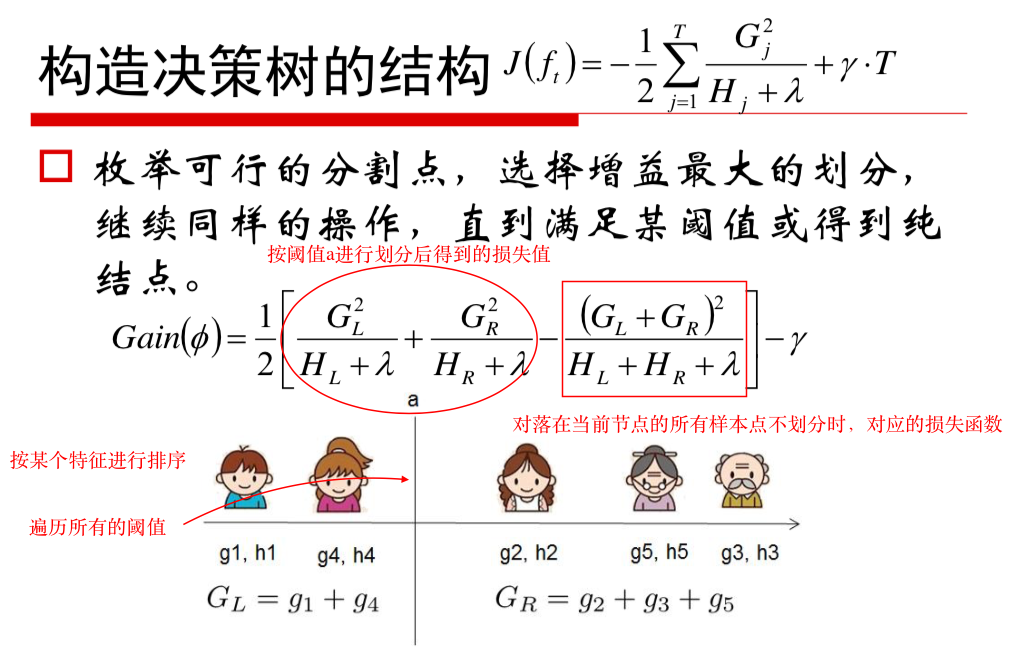 构造决策树的结构 J(f_t) = -\frac{1}{2}\sum_{j=1}^{T}\frac{G_j^2}{H_j+\lambda}+\gamma\cdot T
枚举可行的分割点，选择增益最大的划分，
继续同样的操作，直到满足某阈值或得到纯
结点。
按阈值a进行划分后得到的损失值
Gain(\phi) = \frac{1}{2}\left[\frac{G_L^2}{H_L+\lambda}+\frac{G_R^2}{H_R+\lambda}-\frac{(G_L+G_R)^2}{H_L+H_R+\lambda}\right]-\gamma
a
对落在当前节点的所有样本点不划分时，对应的损失函数
按某个特征进行排序
遍历所有的阈值
g1, h1 g4, h4 g2, h2 g5, h5 g3, h3
G_L = g_1 + g_4 G_R = g_2 + g_3 + g_5